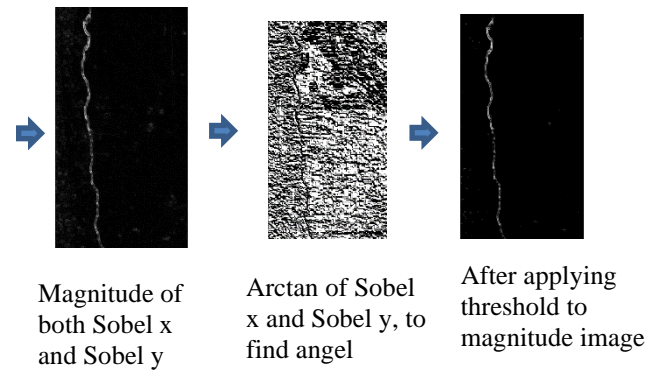 Magnitude of
both Sobel x
and Sobel y
Arctan of Sobel
x and Sobel y, to
find angel
After applying
threshold to
magnitude image